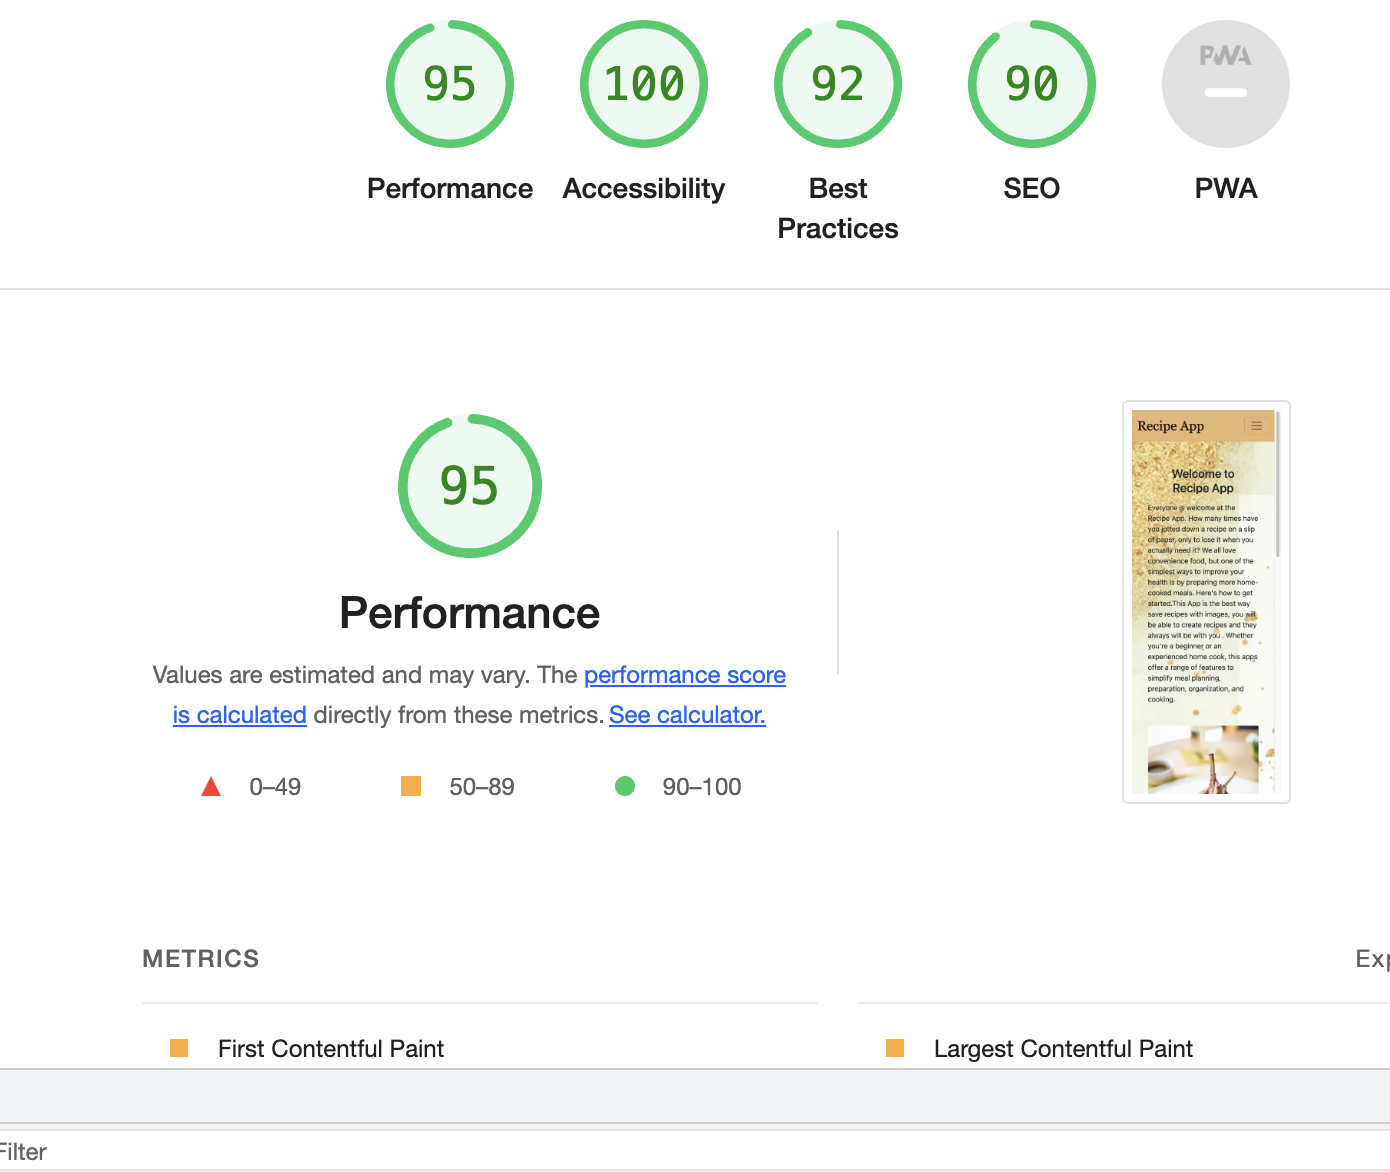 95
100
92
90
PWA
Performance
Accessibility
Best
Practices
SEO
PWA
95
Performance
Values are estimated and may vary. The performance score
is calculated directly from these metrics. See calculator.
0–49
50–89
90–100
Recipe App
Welcome to
Recipe App
Everyone is welcome at the
Recipe App. How many times have
you jotted down a recipe on a slip
of paper, only to lose it when you
actually need it? We all love
convenience food, but one of the
simplest ways to improve your
health is by preparing more home-
cooked meals. Here's how to get
started.This App is the best way
save recipes with images, you will
be able to create recipes and they
always will be with you . Whether
you're a beginner or an
experienced home cook, this apps
offer a range of features to
simplify meal planning,
preparation, organization, and
cooking.
METRICS
Exp
First Contentful Paint
Largest Contentful Paint
Filter